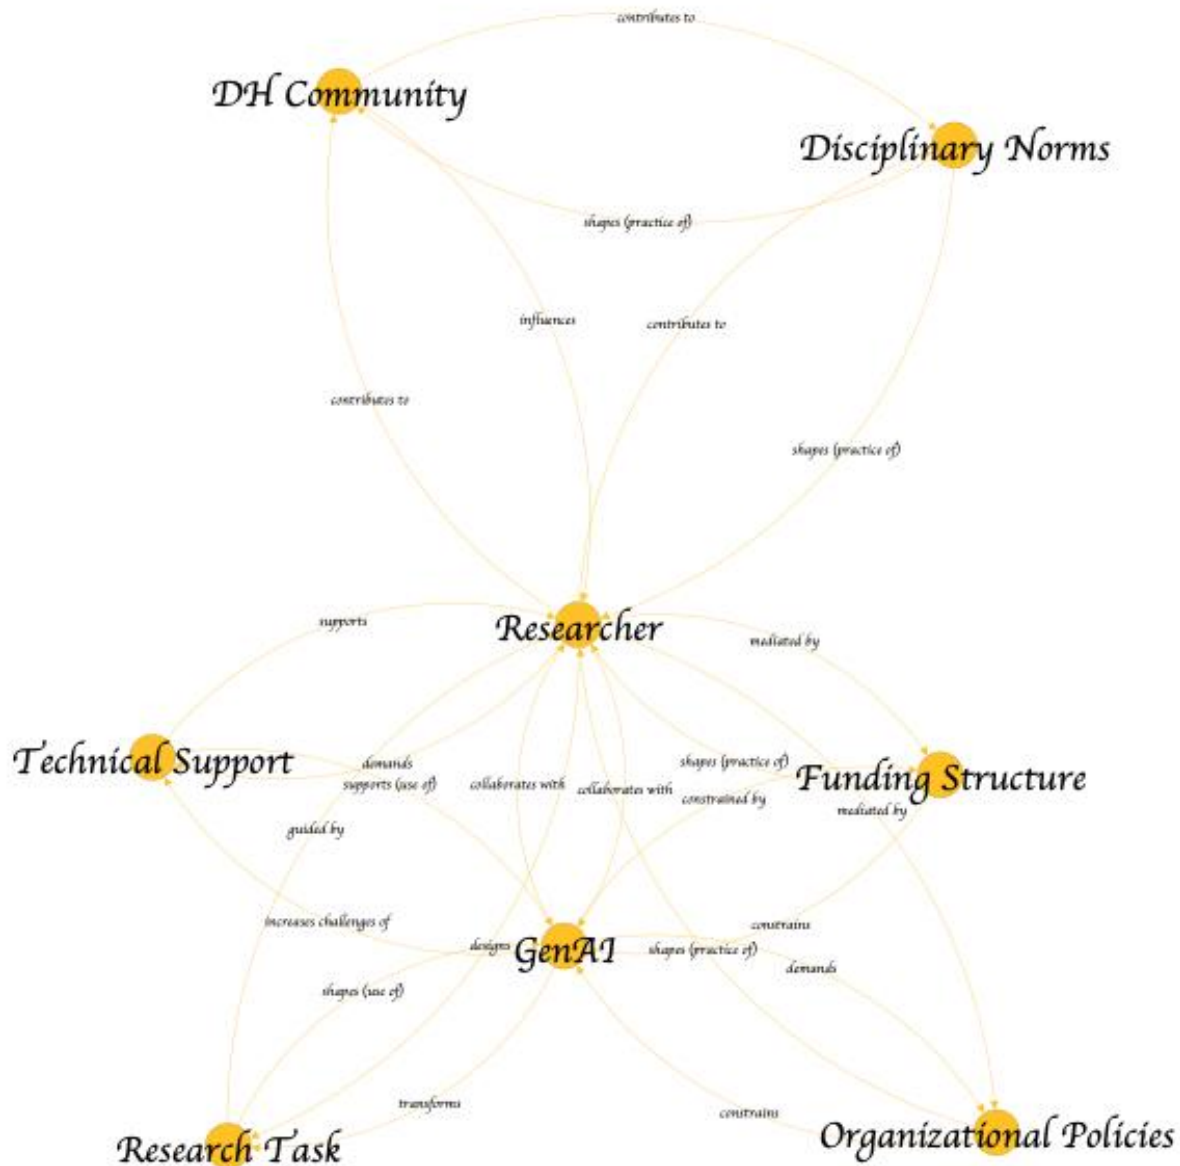 contributes to
DH Community
Disciplinary Norms
shapes (practice of)
influences
contributes to
contributes to
shapes (practice of)
Researcher
supports
mediated by
Technical Support
demands
supports (use of)
collaborates with
collaborates with
shapes (practice of)
constrained by
Funding Structure
mediated by
guided by
increases challenges of
designs
GenAI
shapes (practice of)
constrains
demands
shapes (use of)
transforms
constrains
Research Task
Organizational Policies